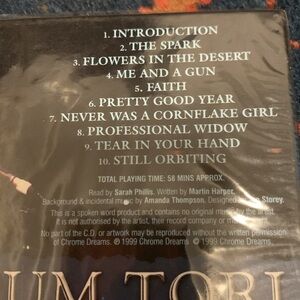 1. INTRODUCTION
2. THE SPARK
3. FLOWERS IN THE DESERT
4. ME AND A GUN
5. FAITH
6. PRETTY GOOD YEAR
7. NEVER WAS A CORNFLAKE GIRL
8. PROFESSIONAL WIDOW
9. TEAR IN YOUR HAND
10. STILL ORBITING
TOTAL PLAYING TIME: 56 MINS APPROX.
Read by Sarah Phillis. Written by Martin Harper.
Background & incidental music by Amanda Thompson. Designed Storey.
This is a spoken word product and contains no original music by the artist.
It is not authorised by the artist, their record company or
No part of the C.D. or artwork may be reproduced without the written permission
of Chrome Dreams. ℗ 1999 Chrome Dreams. © 1999 Chrome Dreams.
UM TORI